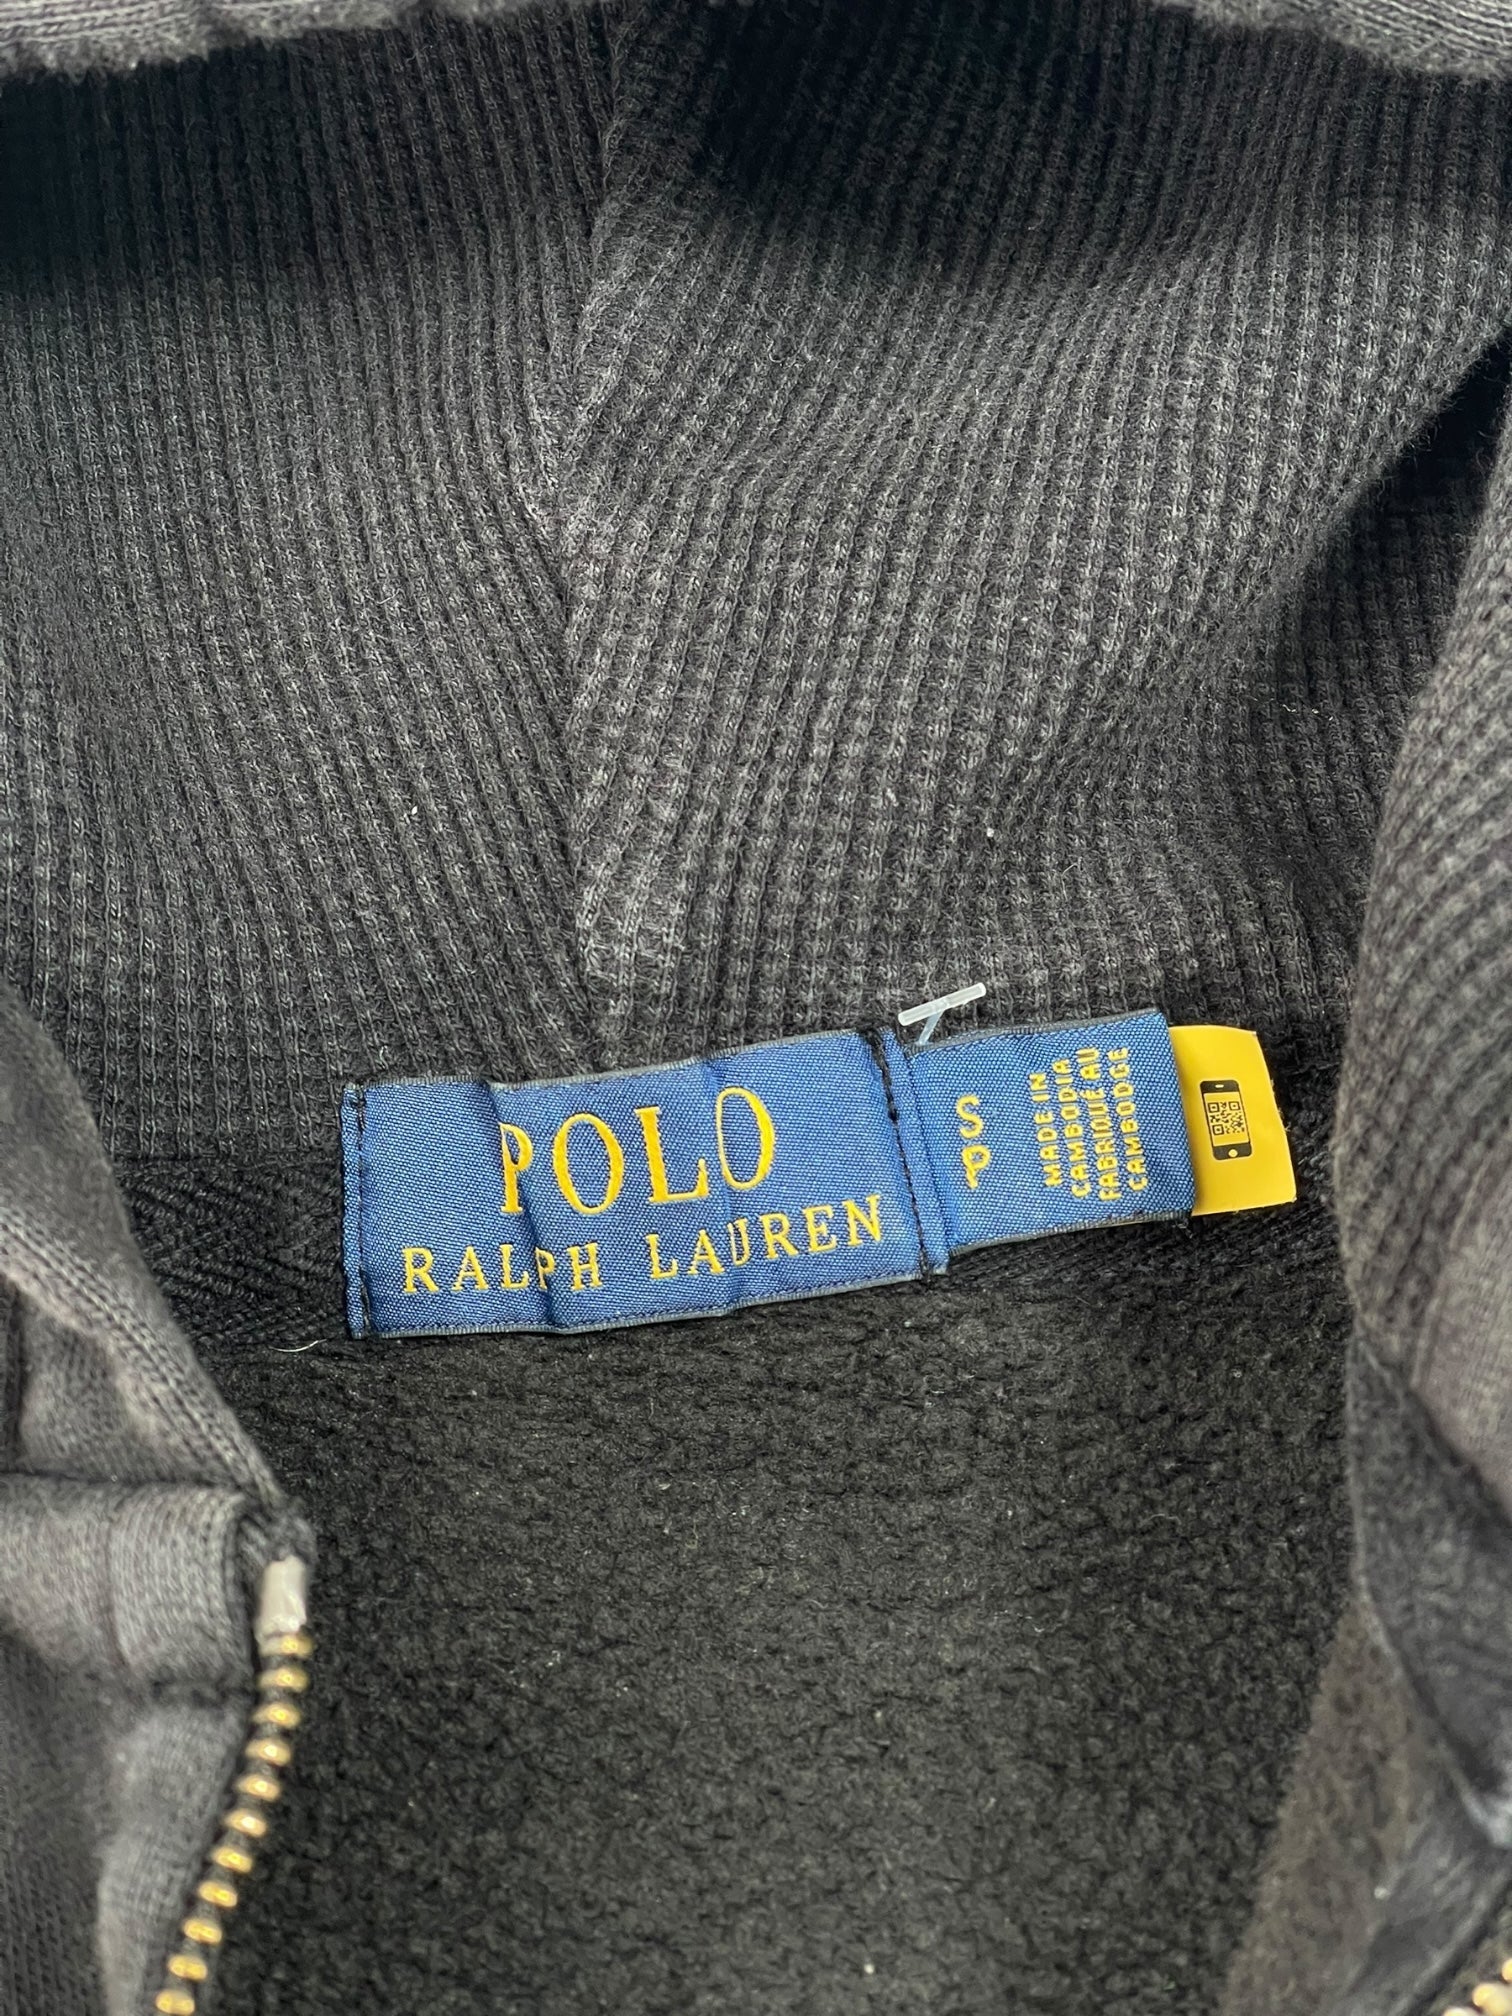 POLO
RALPH LAUREN
S
P
MADE IN
CAMBODIA
FABRIQUÉ AU
CAMBODGE